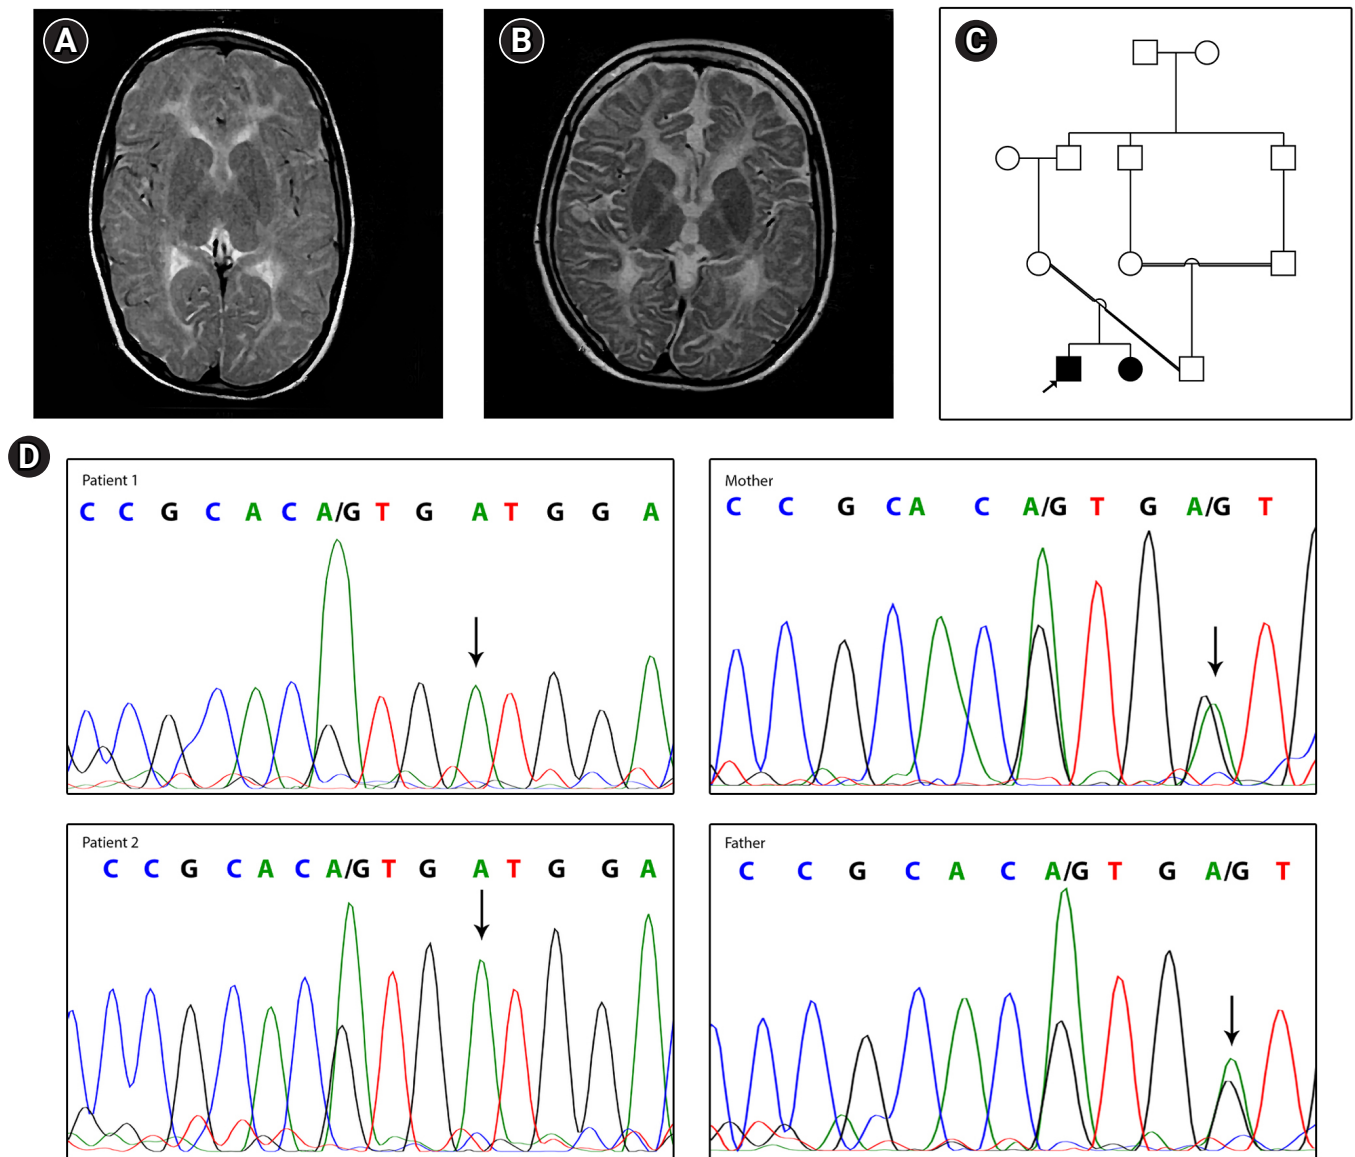 A
B
C
D
Patient 1
C C G C A C A/G T G A T G G A
Mother
C C G C A C A/G T G A/G T
Patient 2
C C G C A C A/G T G A T G G A
Father
C C G C A C A/G T G A/G T